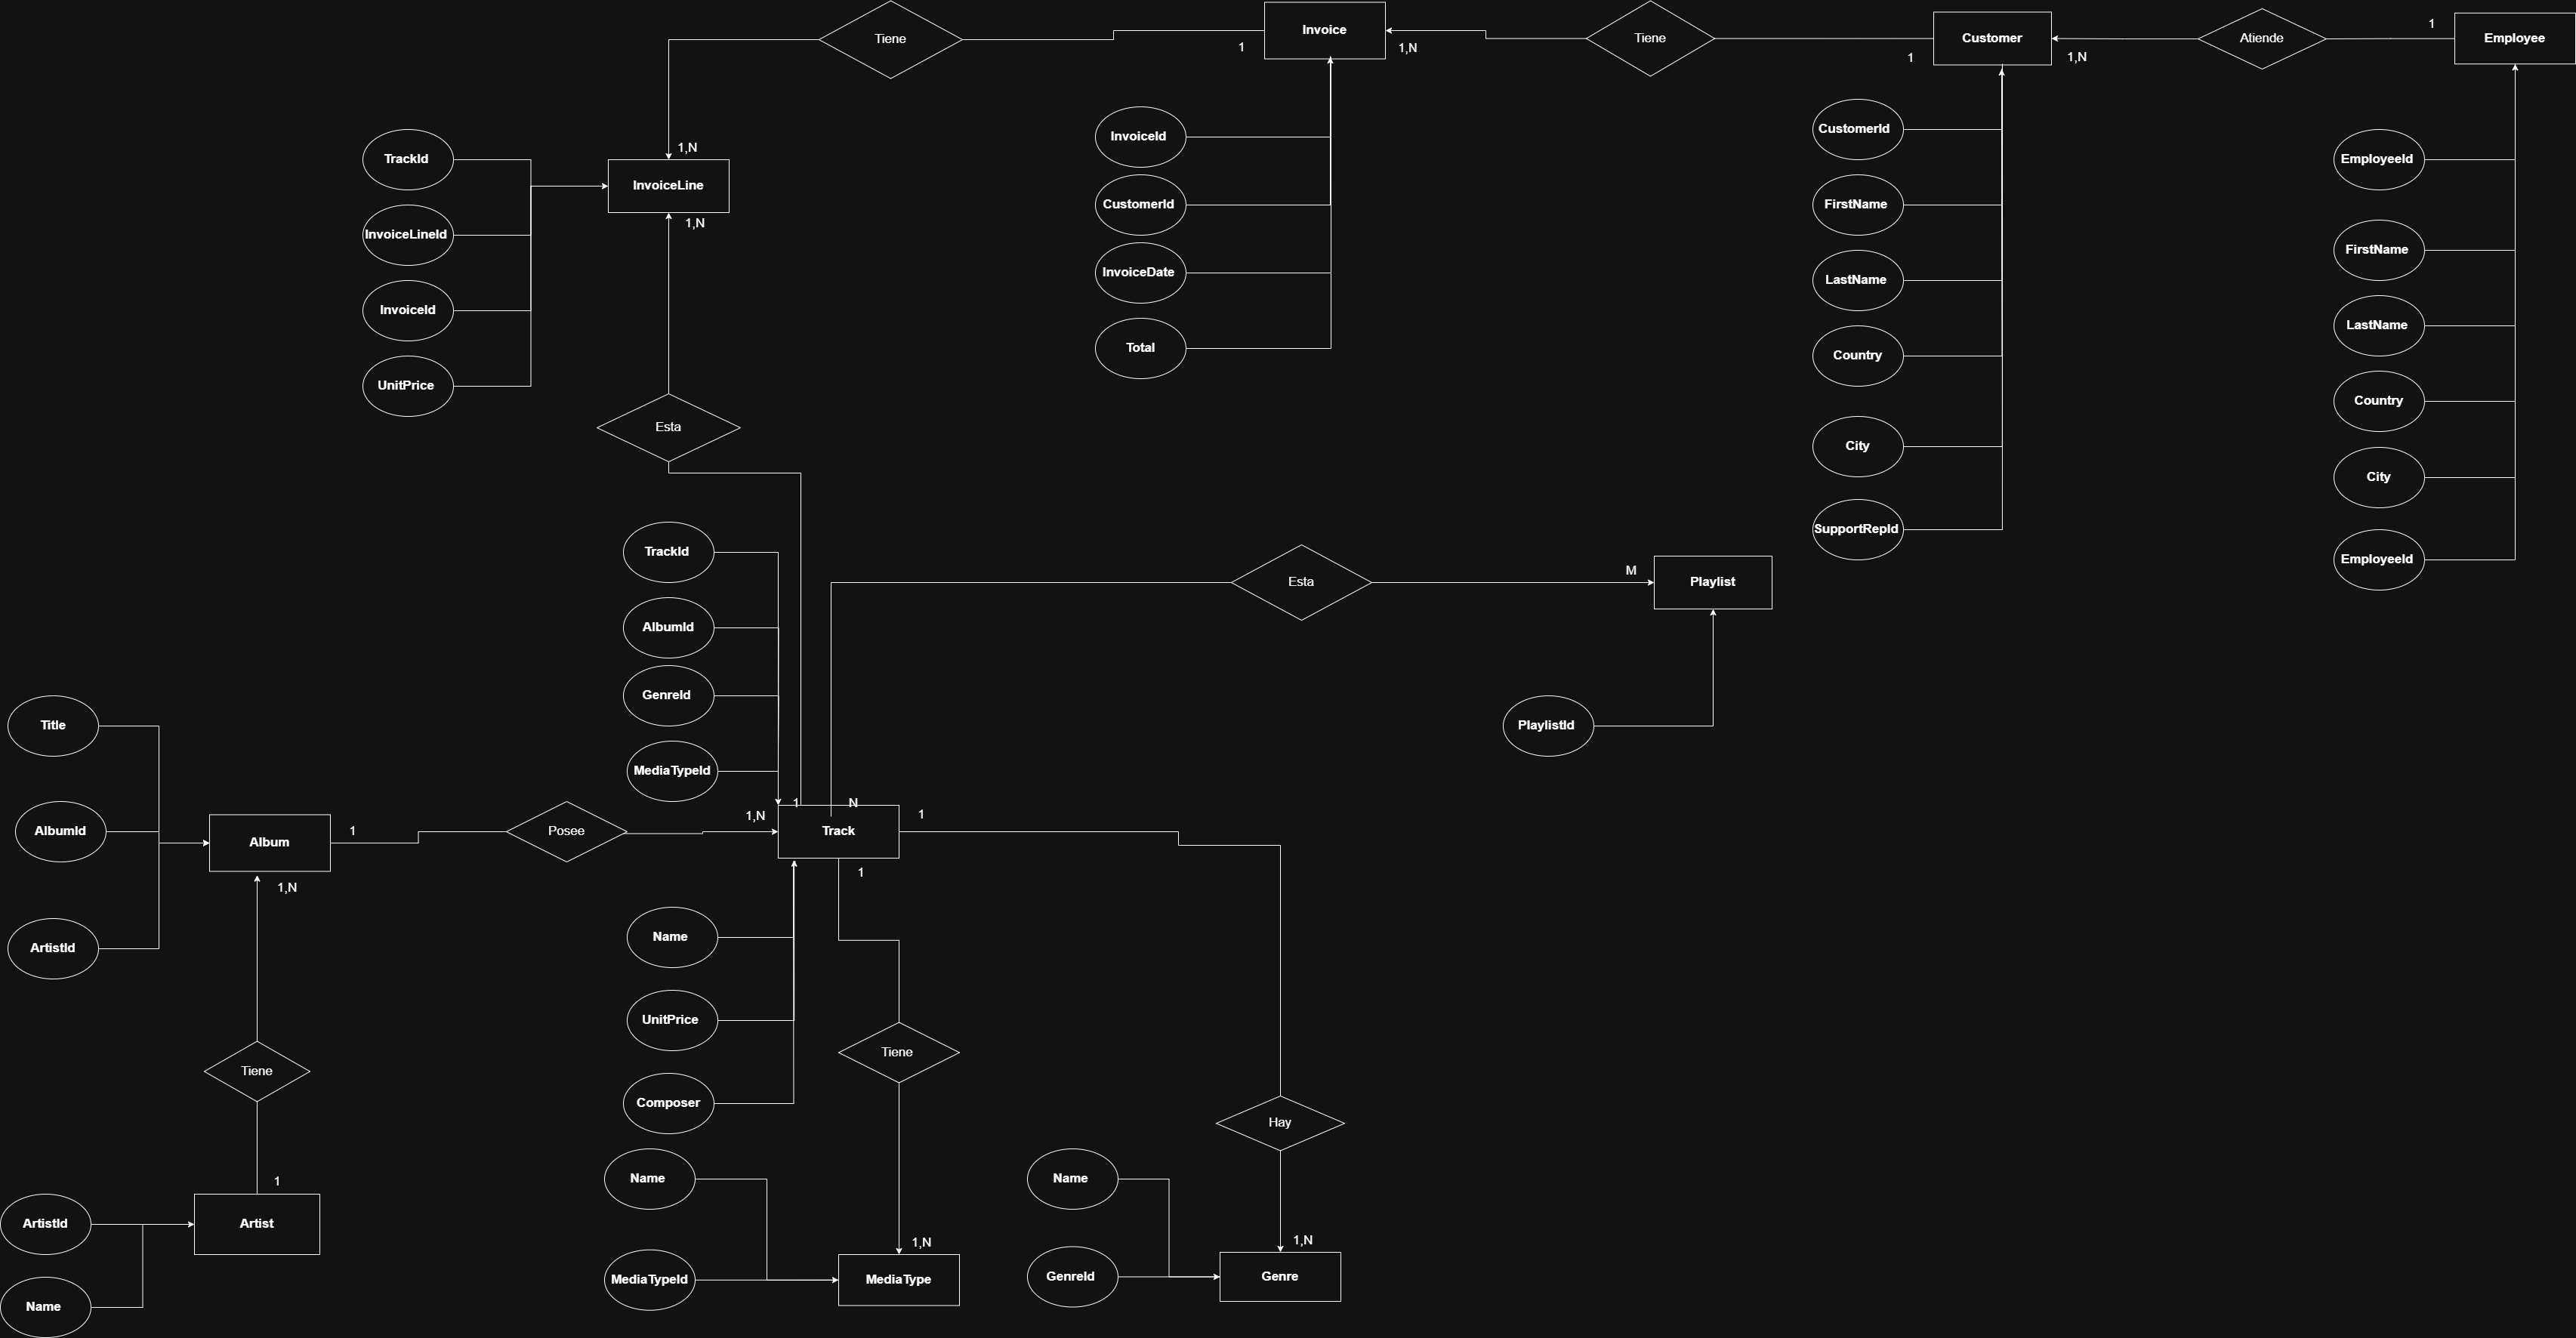 Tiene
Invoice
1
1,N
Tiene
Customer
1
1,N
Atiende
1
Employee
1,N
InvoiceLine
1,N
TrackId
InvoiceLineId
InvoiceId
UnitPrice
InvoiceId
CustomerId
InvoiceDate
Total
CustomerId
FirstName
LastName
Country
City
SupportRepId
EmployeeId
FirstName
LastName
Country
City
EmployeeId
Esta
TrackId
AlbumId
GenreId
MediaTypeId
Esta
M
Playlist
PlaylistId
Title
AlbumId
ArtistId
Album
1
1,N
Posee
1,N
1
N
Track
1
1
Name
UnitPrice
Composer
Tiene
Tiene
Hay
1
Artist
ArtistId
Name
Name
MediaTypeId
1,N
MediaType
Name
GenreId
1,N
Genre